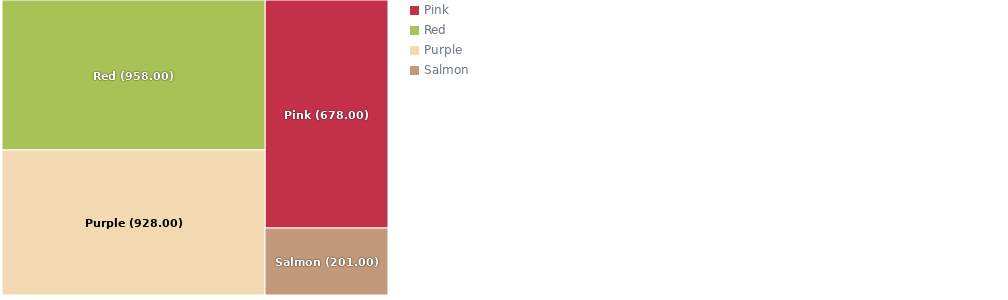 Red (958.00)
Purple (928.00)
Pink (678.00)
Salmon (201.00)
Pink
Red
Purple
Salmon